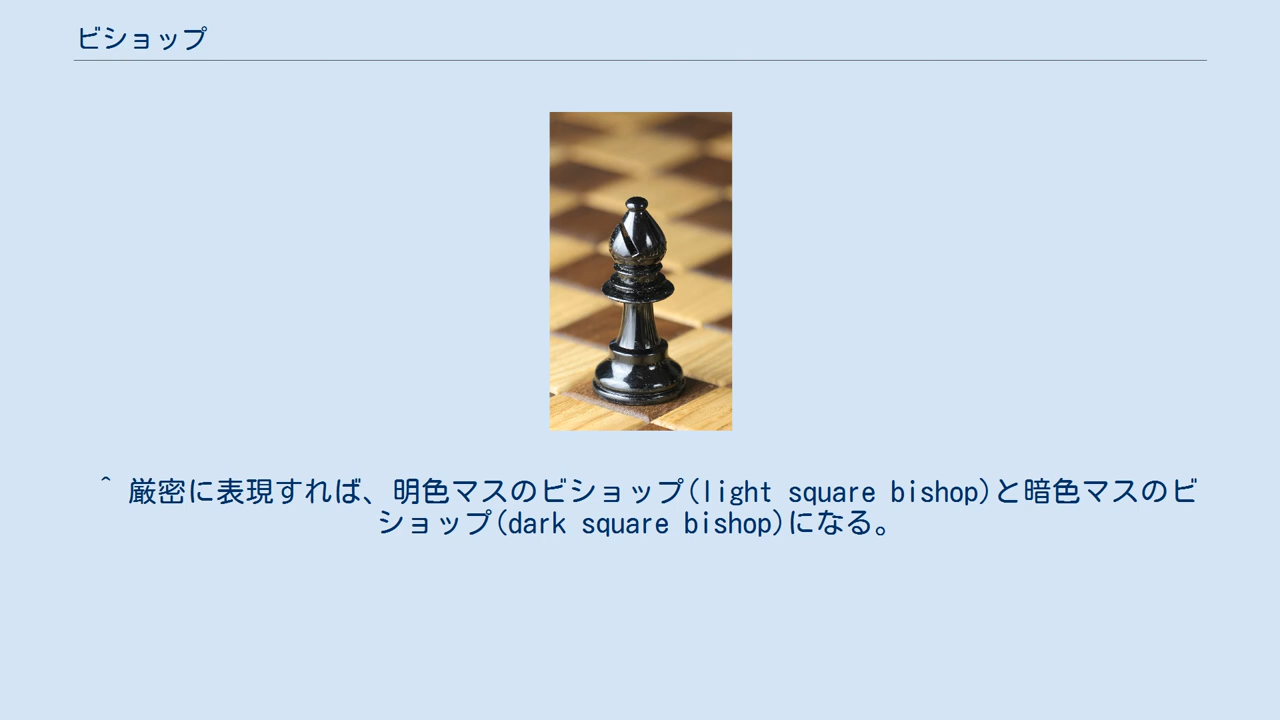 ビショップ
^ 厳密に表現すれば、明色マスのビショップ(light square bishop)と暗色マスのビ
ショップ(dark square bishop)になる。